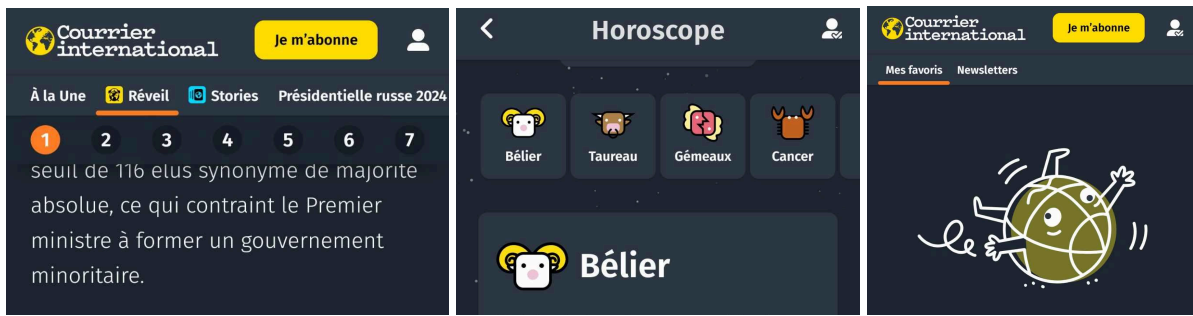 Courrier
international
Je m'abonne
À la Une Réveil Stories Présidentielle russe 2024
1 2 3 4 5 6 7
seuil de 116 élus synonyme de majorité
absolue, ce qui contraint le Premier
ministre à former un gouvernement
minoritaire.
Horoscope
Bélier Taureau Gémeaux Cancer
Bélier
Courrier
international
Je m'abonne
Mes favoris Newsletters